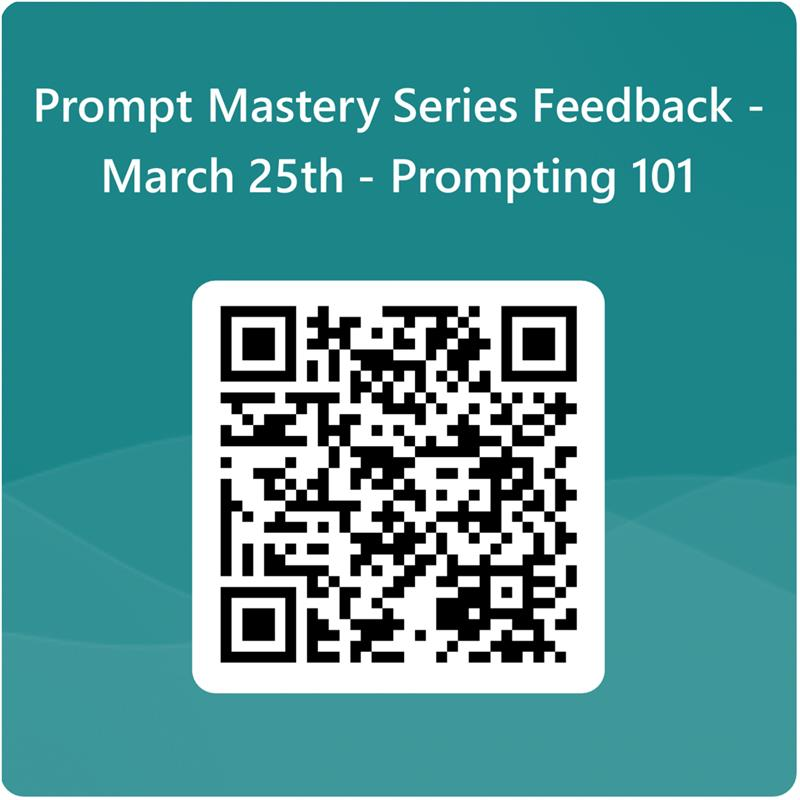 Prompt Mastery Series Feedback -
March 25th - Prompting 101